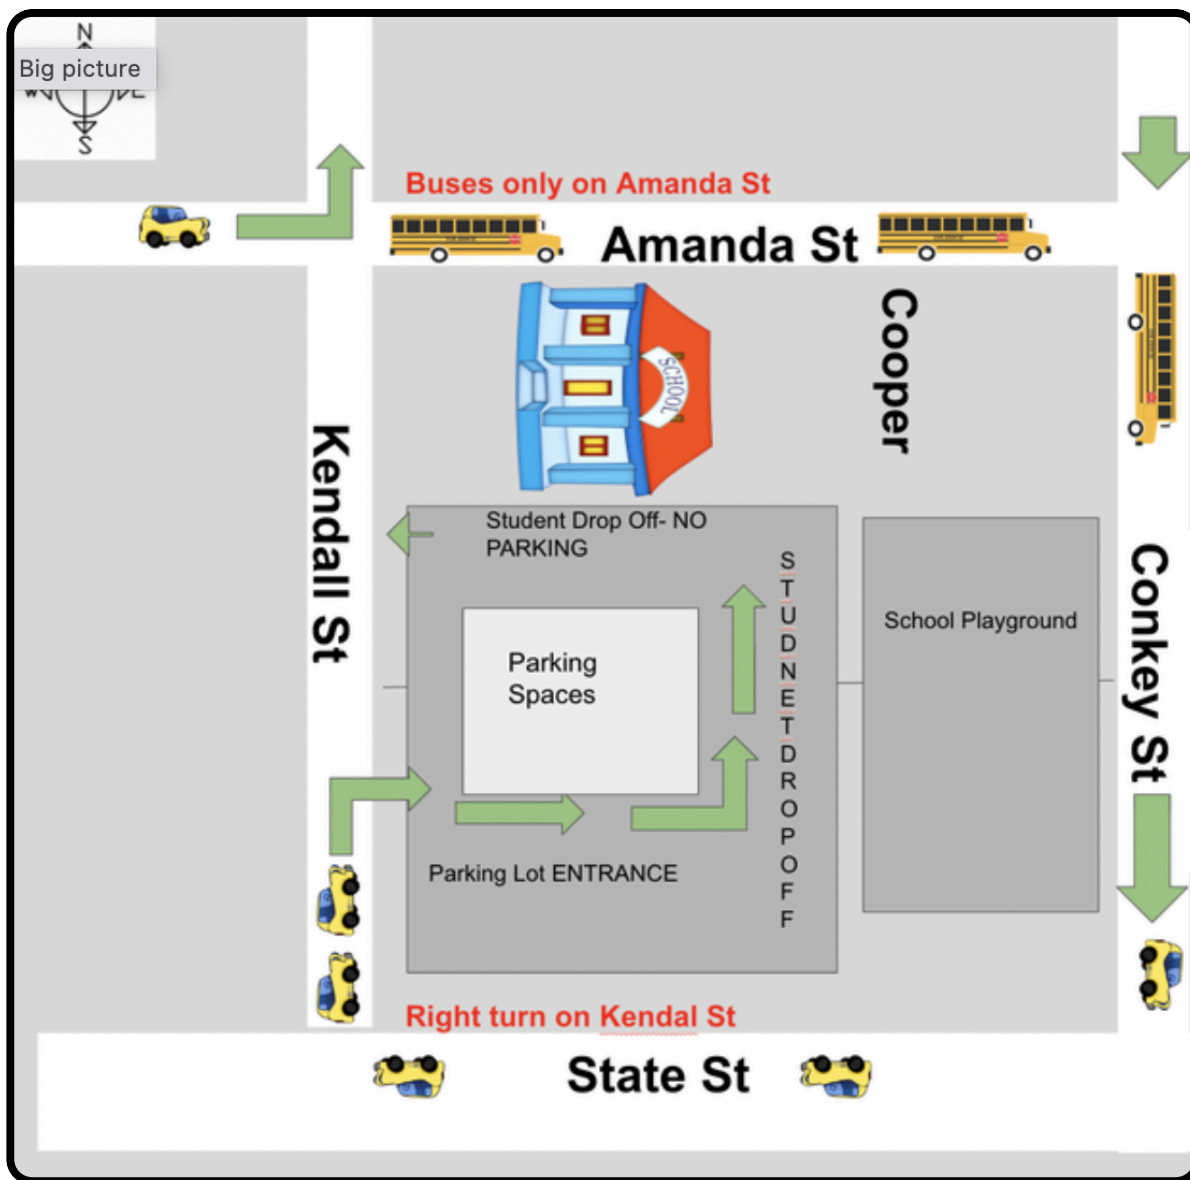 N
Big picture
W
E
S
Buses only on Amanda St
Amanda St
Cooper
SCHOOL
Kendall St
Student Drop Off- NO
PARKING
STUDNETDROPOFF
Parking
Spaces
School Playground
Conkey St
Parking Lot ENTRANCE
Right turn on Kendal St
State St